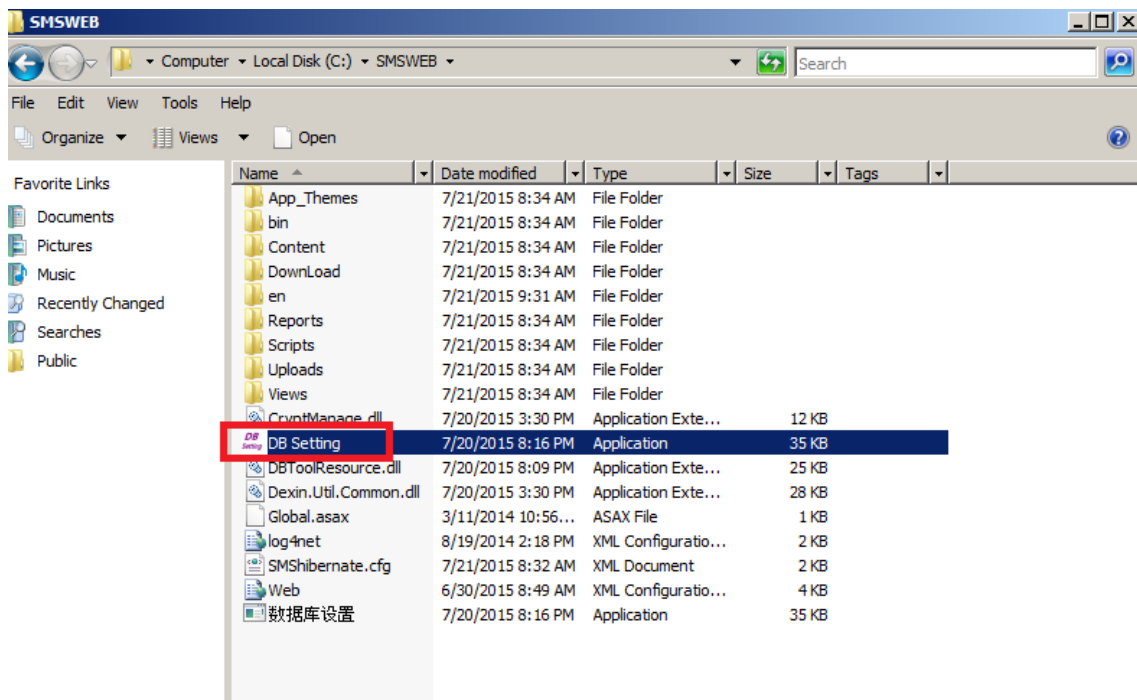 SMSWEB
Computer Local Disk (C:) SMSWEB Search
File Edit View Tools Help
Organize Views Open
Favorite Links
Documents
Pictures
Music
Recently Changed
Searches
Public
Name Date modified Type Size Tags
App_Themes 7/21/2015 8:34 AM File Folder
bin 7/21/2015 8:34 AM File Folder
Content 7/21/2015 8:34 AM File Folder
DownLoad 7/21/2015 8:34 AM File Folder
en 7/21/2015 9:31 AM File Folder
Reports 7/21/2015 8:34 AM File Folder
Scripts 7/21/2015 8:34 AM File Folder
Uploads 7/21/2015 8:34 AM File Folder
Views 7/21/2015 8:34 AM File Folder
CryptManage.dll 7/20/2015 3:30 PM Application Exte... 12 KB
DB Setting DB Setting 7/20/2015 8:16 PM Application 35 KB
DBToolResource.dll 7/20/2015 8:09 PM Application Exte... 25 KB
Dexin.Util.Common.dll 7/20/2015 3:30 PM Application Exte... 28 KB
Global.asax 3/11/2014 10:56... ASAX File 1 KB
log4net 8/19/2014 2:18 PM XML Configuratio... 2 KB
SMShibernate.cfg 7/21/2015 8:32 AM XML Document 2 KB
Web 6/30/2015 8:49 AM XML Configuratio... 4 KB
数据库设置 7/20/2015 8:16 PM Application 35 KB